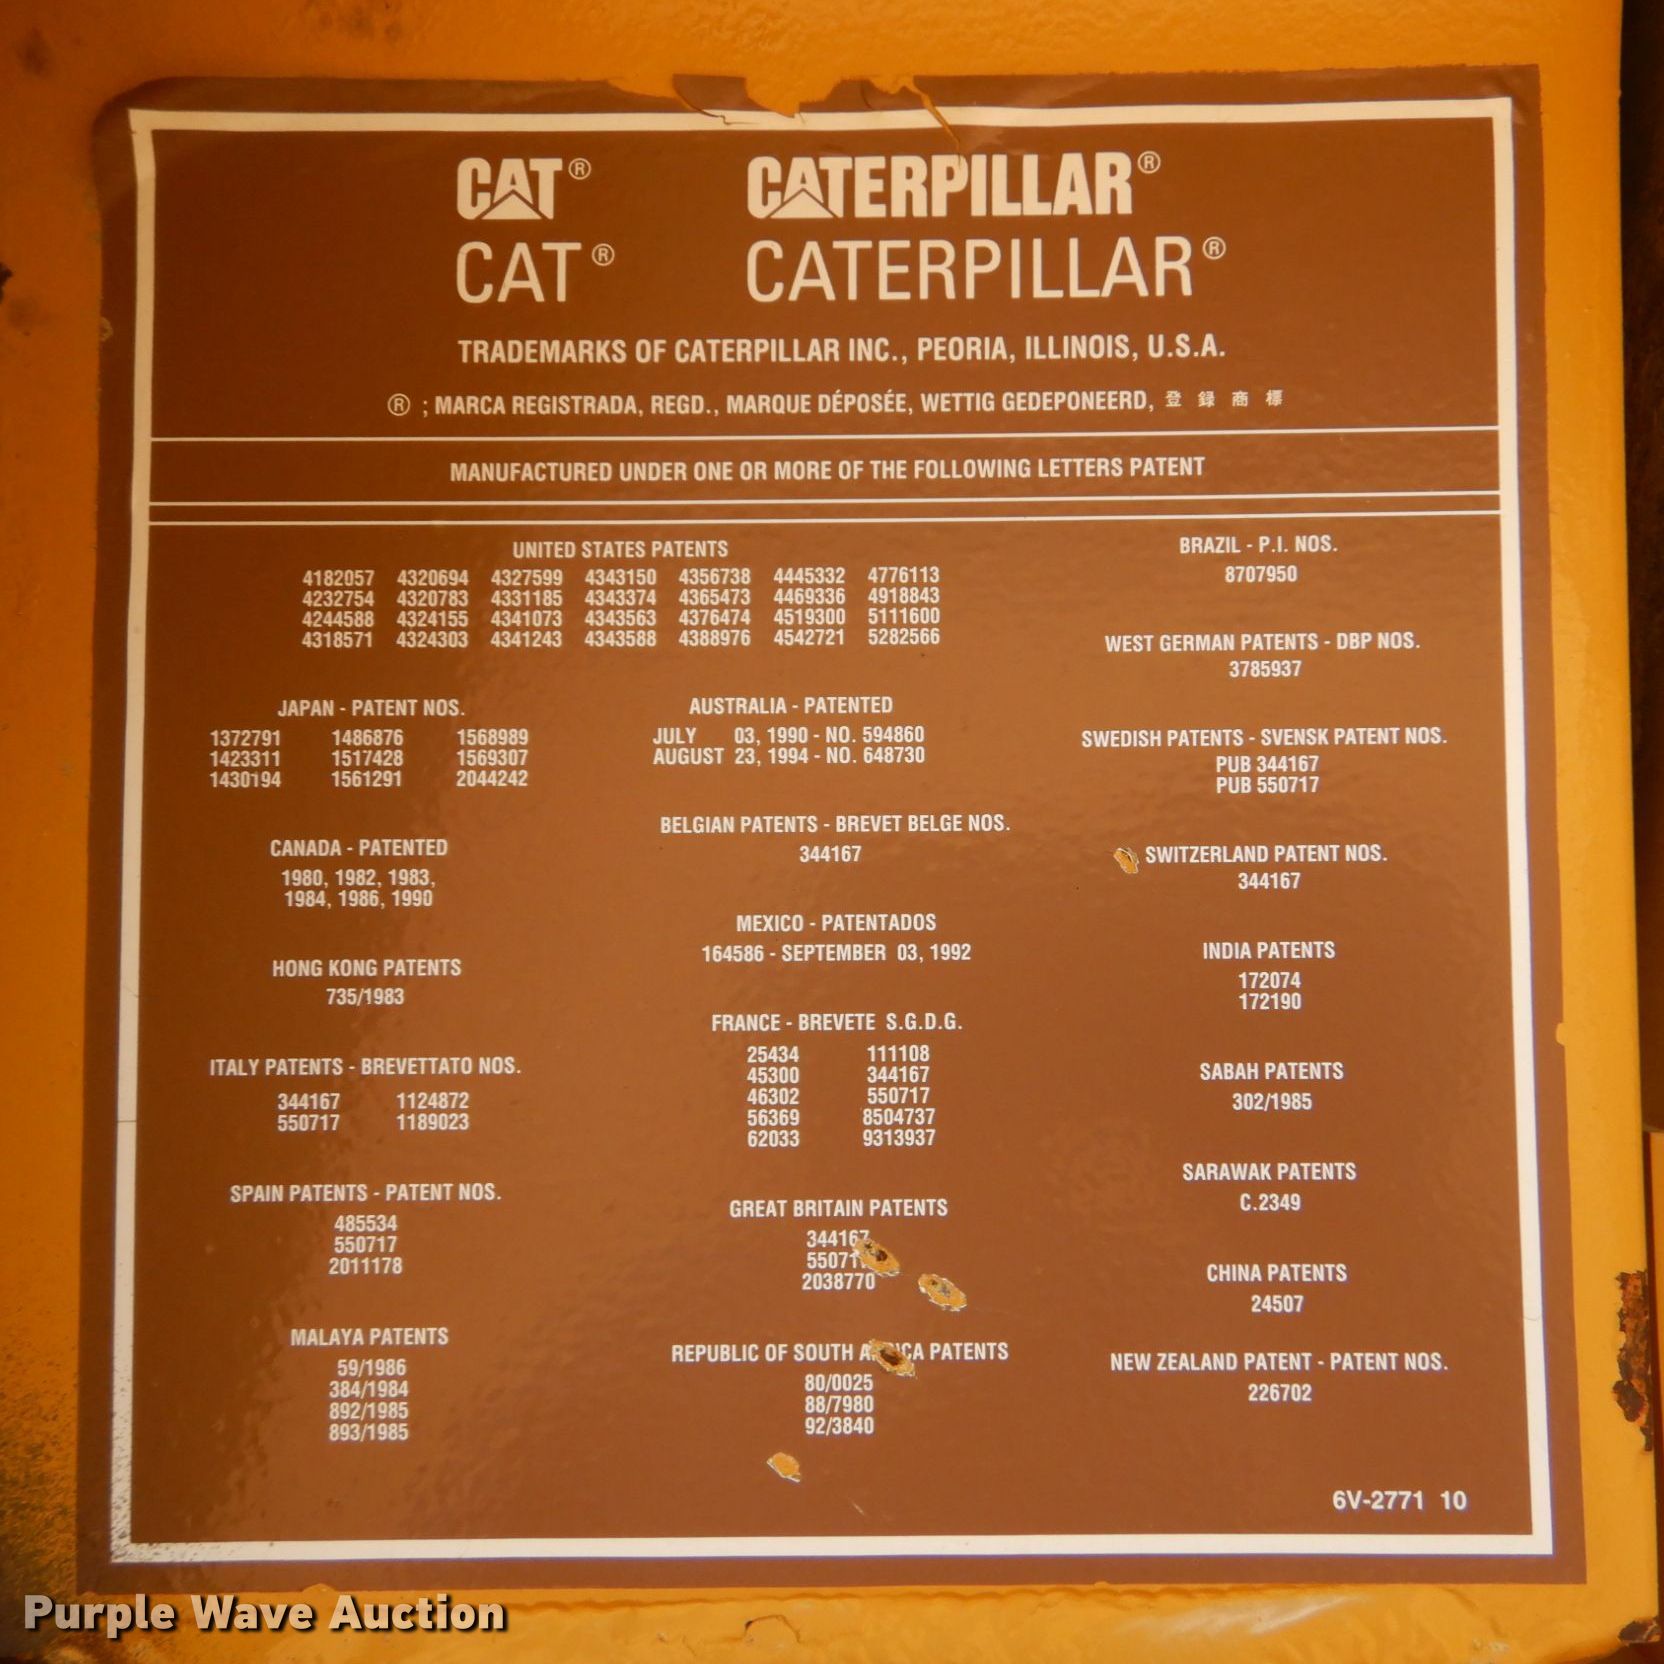 CAT® CATERPILLAR®
CAT® CATERPILLAR®
TRADEMARKS OF CATERPILLAR INC., PEORIA, ILLINOIS, U.S.A.
® ; MARCA REGISTRADA, REGD., MARQUE DÉPOSÉE, WETTIG GEDEPONEERD, 登 録 商 標
MANUFACTURED UNDER ONE OR MORE OF THE FOLLOWING LETTERS PATENT
UNITED STATES PATENTS
4182057 4320694 4327599 4343150 4356738 4445332 4776113
4232754 4320783 4331185 4343374 4365473 4469336 4918843
4244588 4324155 4341073 4343563 4376474 4519300 5111600
4318571 4324303 4341243 4343588 4388976 4542721 5282566
JAPAN - PATENT NOS.
1372791 1486876 1568989
1423311 1517428 1569307
1430194 1561291 2044242
CANADA - PATENTED
1980, 1982, 1983,
1984, 1986, 1990
HONG KONG PATENTS
735/1983
ITALY PATENTS - BREVETTATO NOS.
344167 1124872
550717 1189023
SPAIN PATENTS - PATENT NOS.
485534
550717
2011178
MALAYA PATENTS
59/1986
384/1984
892/1985
893/1985
AUSTRALIA - PATENTED
JULY 03, 1990 - NO. 594860
AUGUST 23, 1994 - NO. 648730
BELGIAN PATENTS - BREVET BELGE NOS.
344167
MEXICO - PATENTADOS
164586 - SEPTEMBER 03, 1992
FRANCE - BREVETE S.G.D.G.
25434 111108
45300 344167
46302 550717
56369 8504737
62033 9313937
GREAT BRITAIN PATENTS
344167
2038770
REPUBLIC OF SOUTH PATENTS
80/0025
88/7980
92/3840
BRAZIL - P.I. NOS.
8707950
WEST GERMAN PATENTS - DBP NOS.
3785937
SWEDISH PATENTS - SVENSK PATENT NOS.
PUB 344167
PUB 550717
SWITZERLAND PATENT NOS.
344167
INDIA PATENTS
172074
172190
SABAH PATENTS
302/1985
SARAWAK PATENTS
C.2349
CHINA PATENTS
24507
NEW ZEALAND PATENT - PATENT NOS.
226702
6V-2771 10
Purple Wave Auction